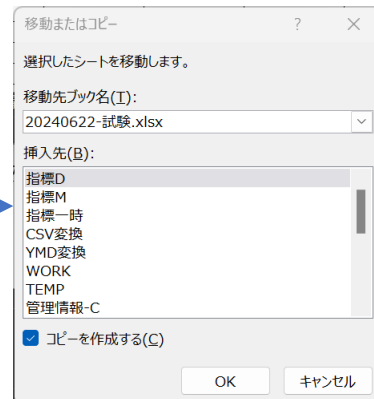 移動またはコピー ? ×
選択したシートを移動します。
移動先ブック名(T):
20240622-試験.xlsx
挿入先(B):
指標D
指標M
指標一時
CSV変換
YMD変換
WORK
TEMP
管理情報-C
コピーを作成する(C)
OK キャンセル